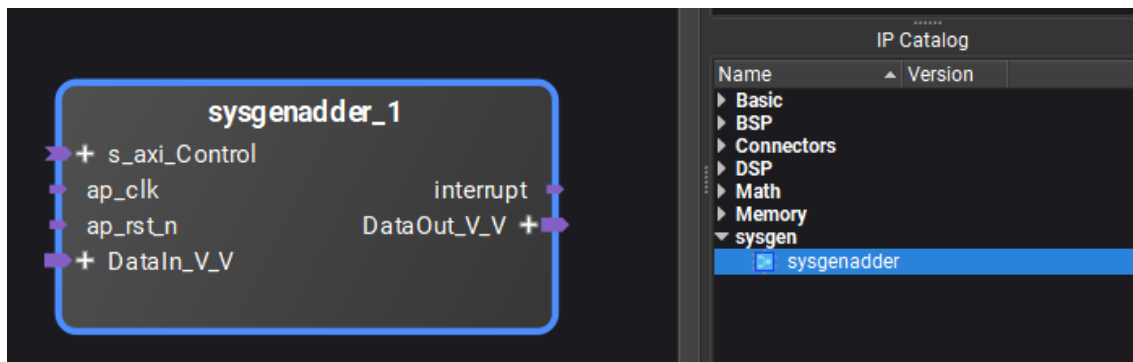 sysgenadder_1
s_axi_Control
ap_clk
interrupt
ap_rst_n
DataOut_V_V
DataIn_V_V
IP Catalog
Name
Version
Basic
BSP
Connectors
DSP
Math
Memory
sysgen
sysgenadder